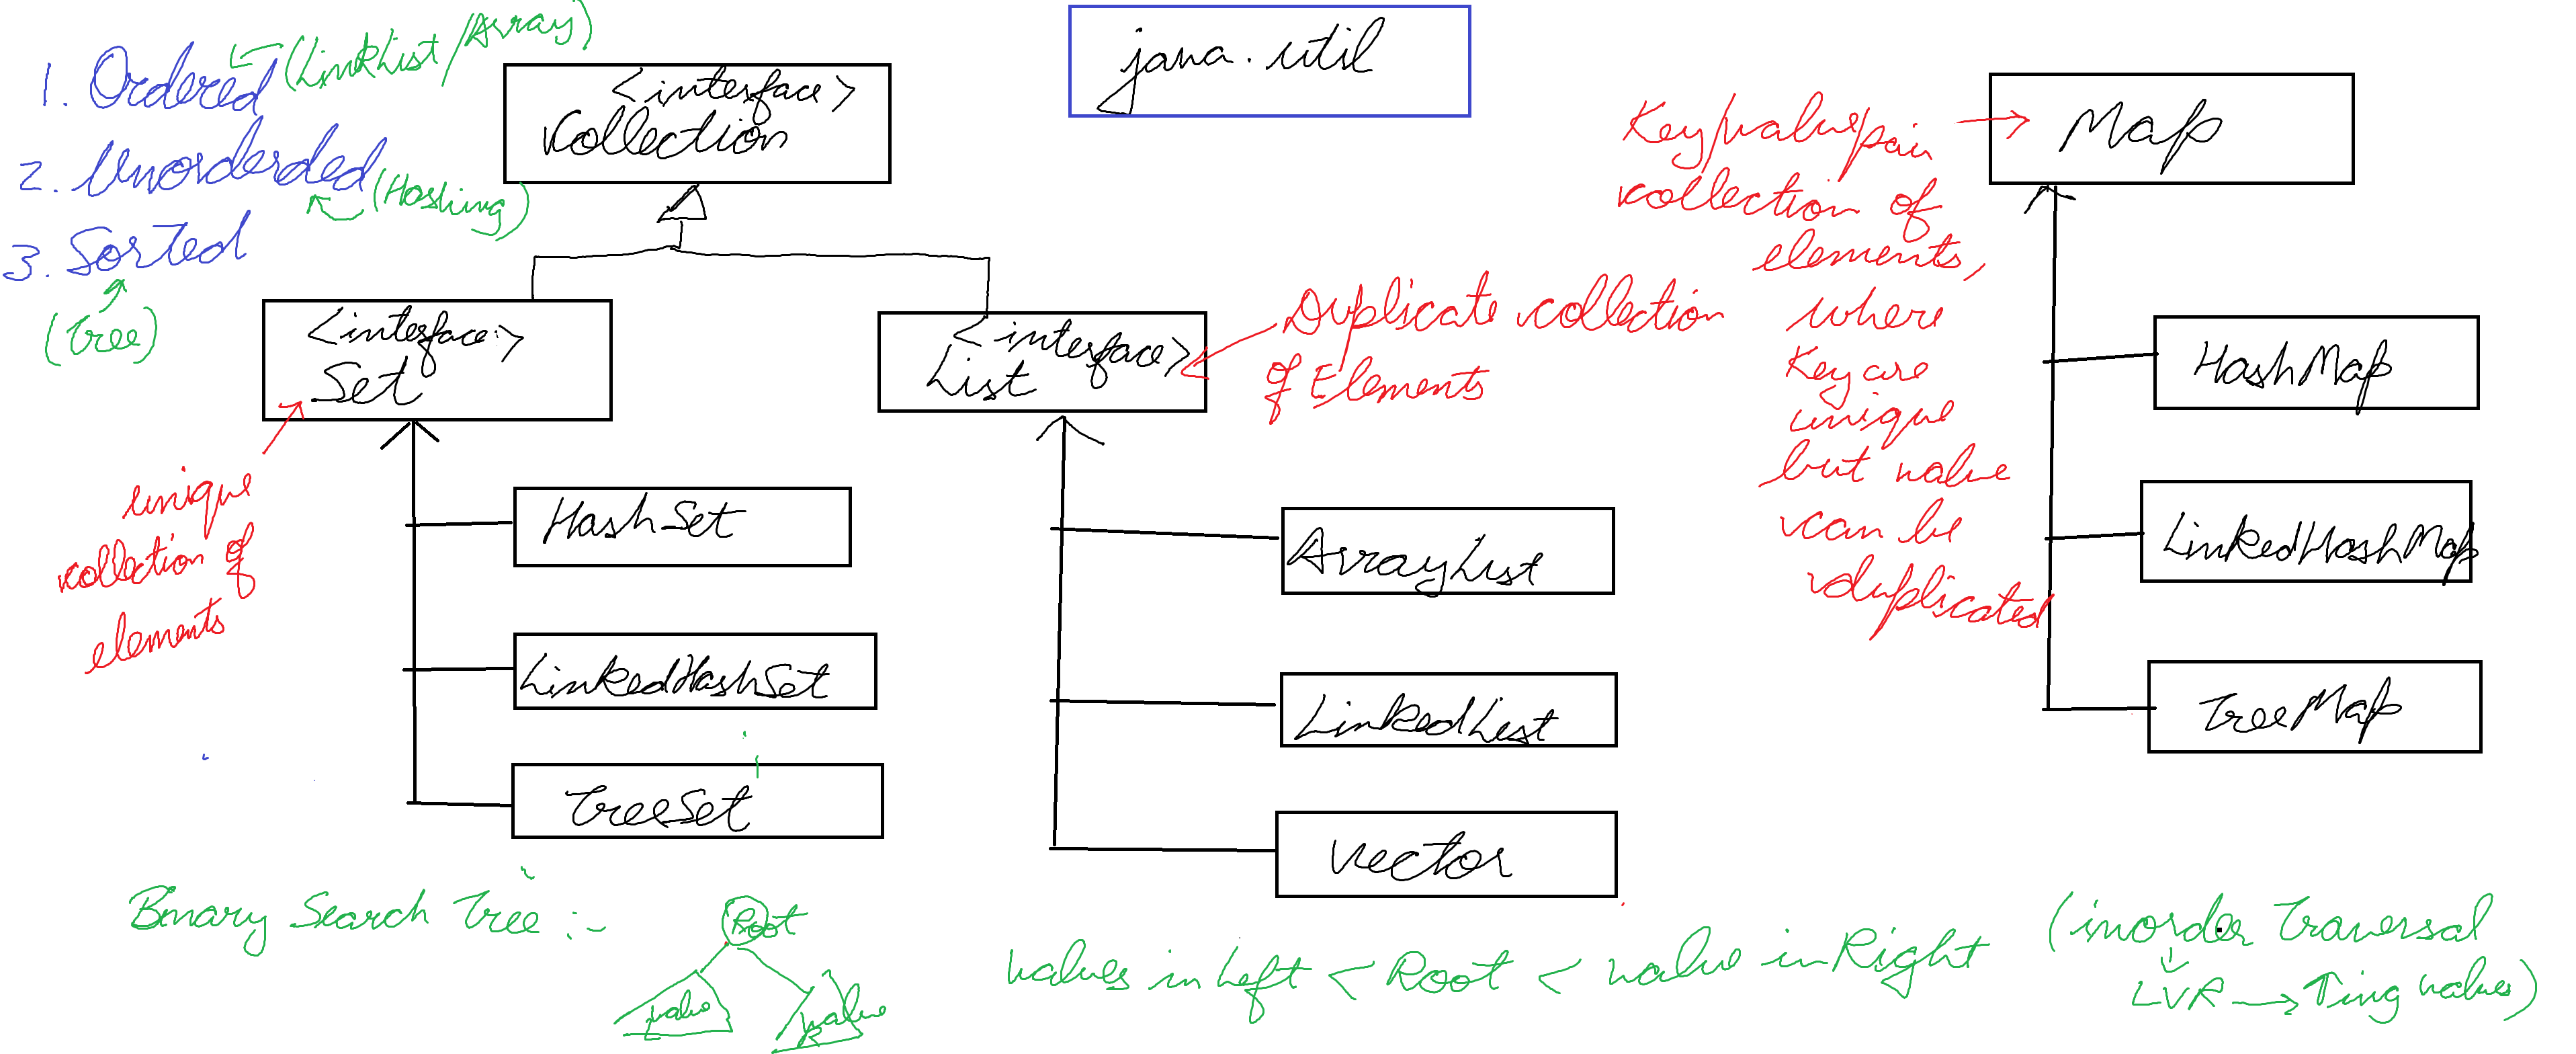 1. Ordered (LinkList/Array)
2. Unorderded (Hashing)
3. Sorted
(Tree)
java.util
<interface>
Collection
<interface>
Set
unique
collection of
elements
HashSet
LinkedHashSet
TreeSet
<interface>
List
Duplicate collection
of Elements
ArrayList
LinkedList
Vector
Key/value/pair
collection of
elements,
where
Key are
unique
but value
can be
duplicated
Map
HashMap
LinkedHashMap
TreeMap
Binary Search Tree :-
Root
value
value
values in Left < Root < value in Right
(inorder Traversal
LVR → ↑ing values)